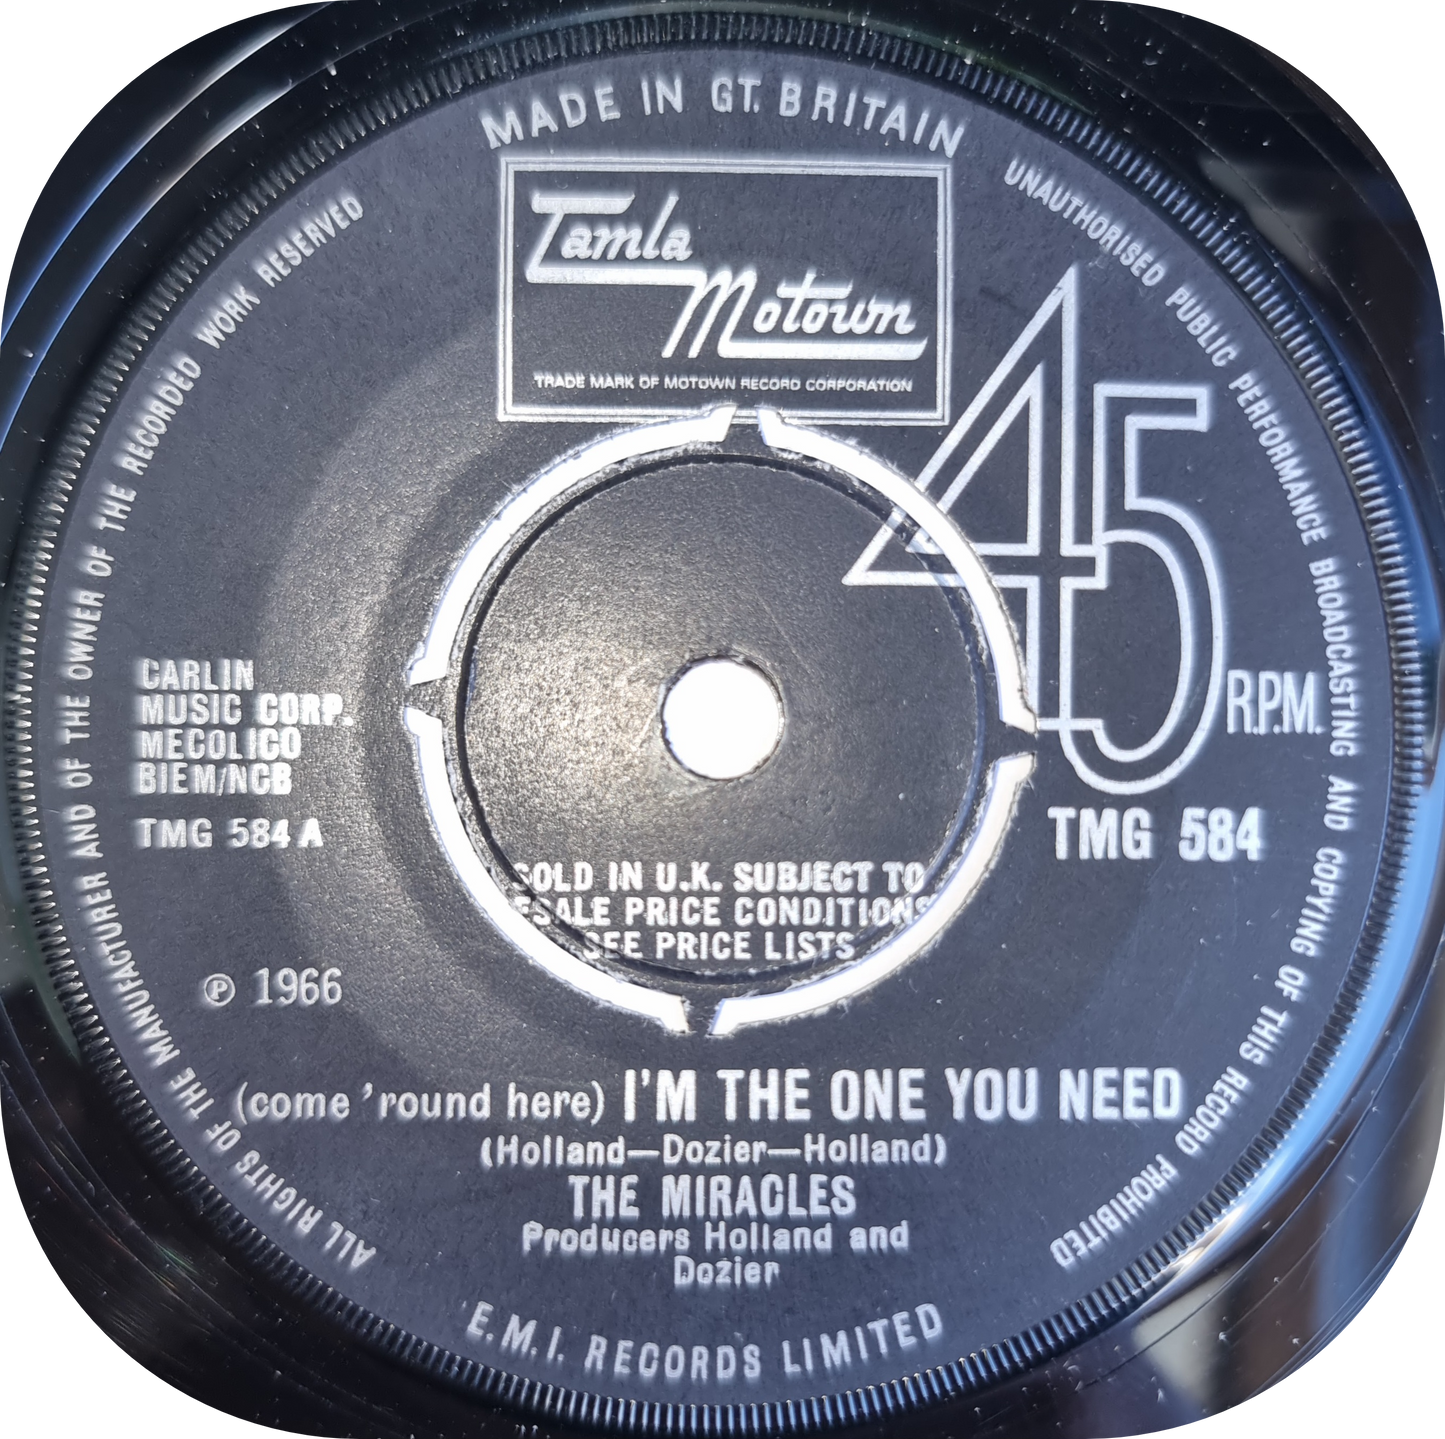 MADE IN GT. BRITAIN
Tamla
Motown
TRADE MARK OF MOTOWN RECORD CORPORATION
45
R.P.M.
CARLIN
MUSIC CORP.
MECOLICO
BIEM/NCB
TMG 584 A
TMG 584
SOLD IN U.K. SUBJECT TO
ESALE PRICE CONDITIONS
SEE PRICE LISTS
℗ 1966
(come 'round here) I'M THE ONE YOU NEED
(Holland—Dozier—Holland)
THE MIRACLES
Producers Holland and
Dozier
E.M.I. RECORDS LIMITED
ALL RIGHTS OF THE MANUFACTURER AND OF THE OWNER OF THE RECORDED WORK RESERVED
UNAUTHORISED PUBLIC PERFORMANCE BROADCASTING AND COPYING OF THIS RECORD PROHIBITED